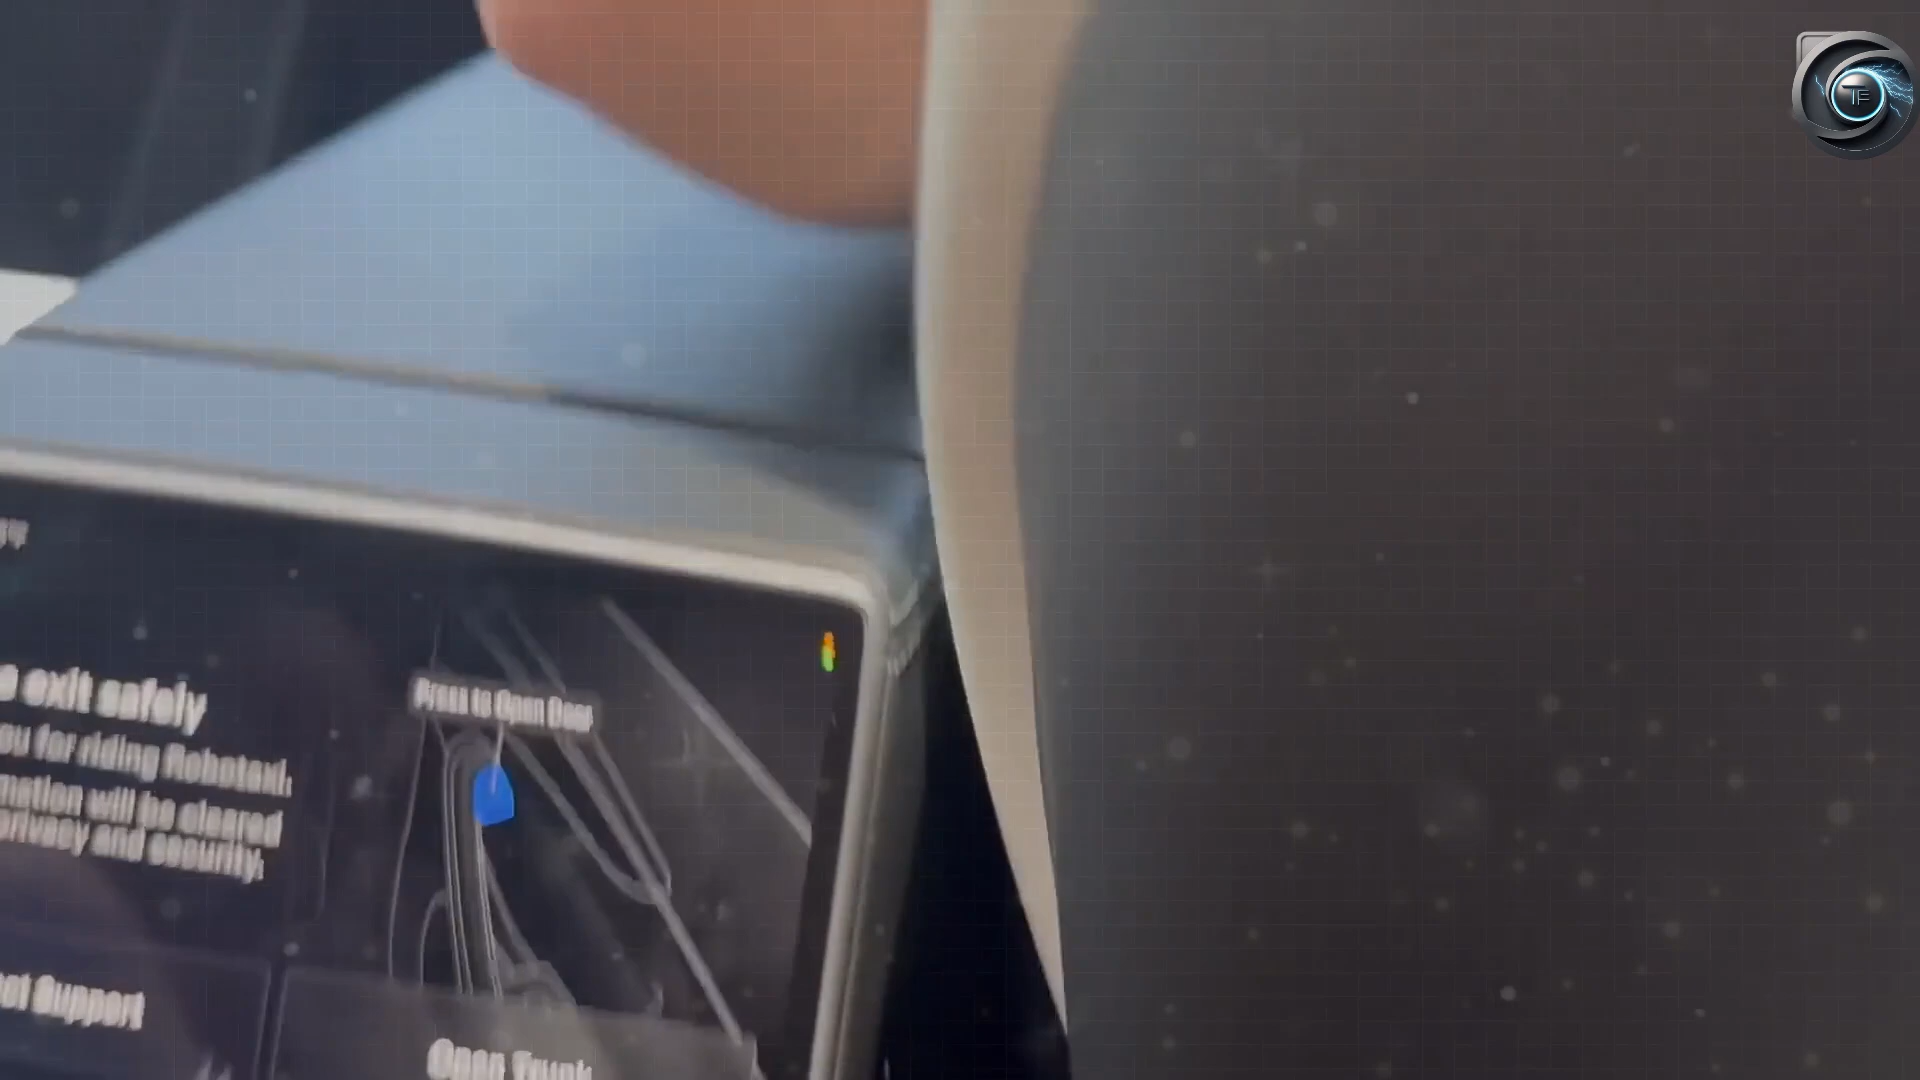 exit safely
Press to Open Door
ou for riding Robotaxi.
will be cleared
privacy and security.
Support
Open Trunk
TE